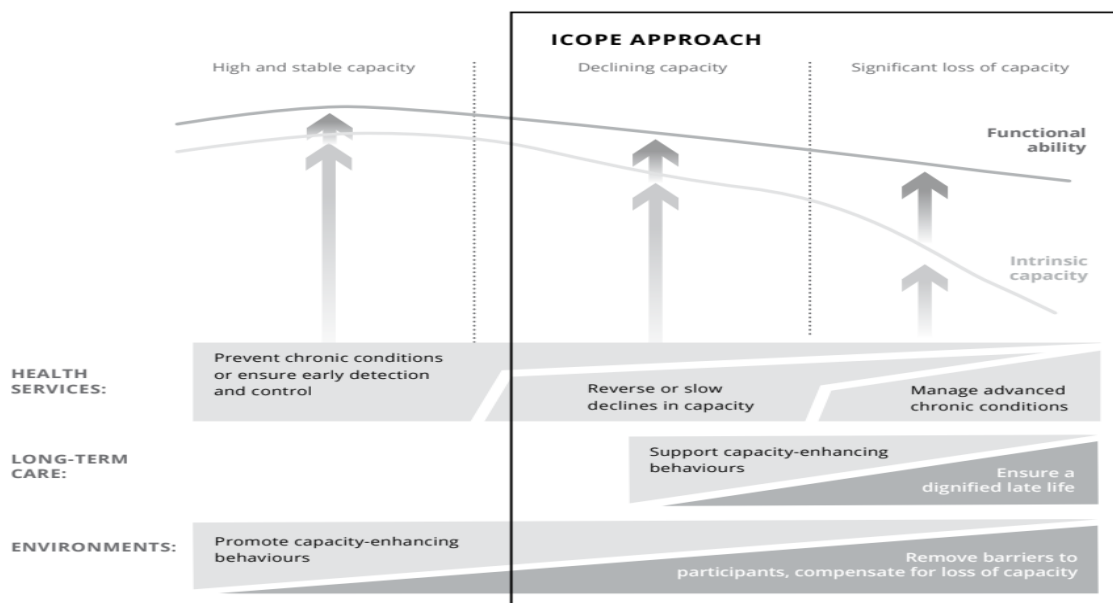 ICOPE APPROACH
High and stable capacity
Declining capacity
Significant loss of capacity
Functional
ability
Intrinsic
capacity
HEALTH
SERVICES:
Prevent chronic conditions
or ensure early detection
and control
Reverse or slow
declines in capacity
Manage advanced
chronic conditions
LONG-TERM
CARE:
Support capacity-enhancing
behaviours
Ensure a
dignified late life
ENVIRONMENTS:
Promote capacity-enhancing
behaviours
Remove barriers to
participants, compensate for loss of capacity